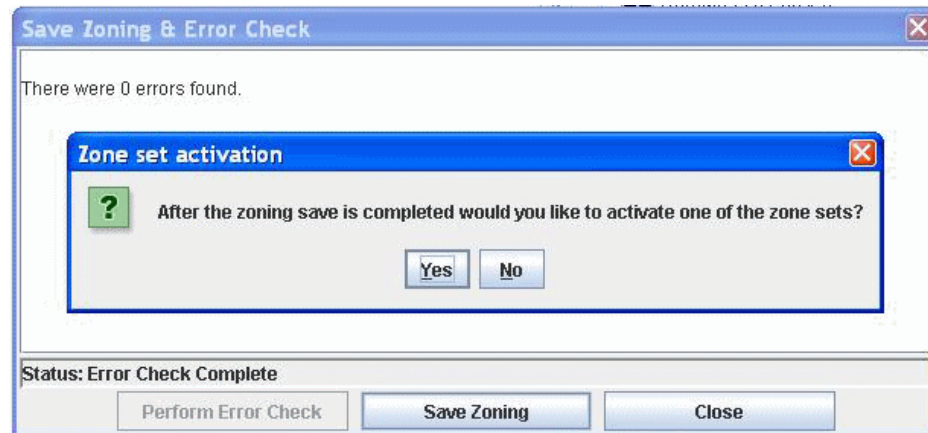 Save Zoning & Error Check
There were 0 errors found.
Zone set activation
? After the zoning save is completed would you like to activate one of the zone sets?
Yes No
Status: Error Check Complete
Perform Error Check Save Zoning Close